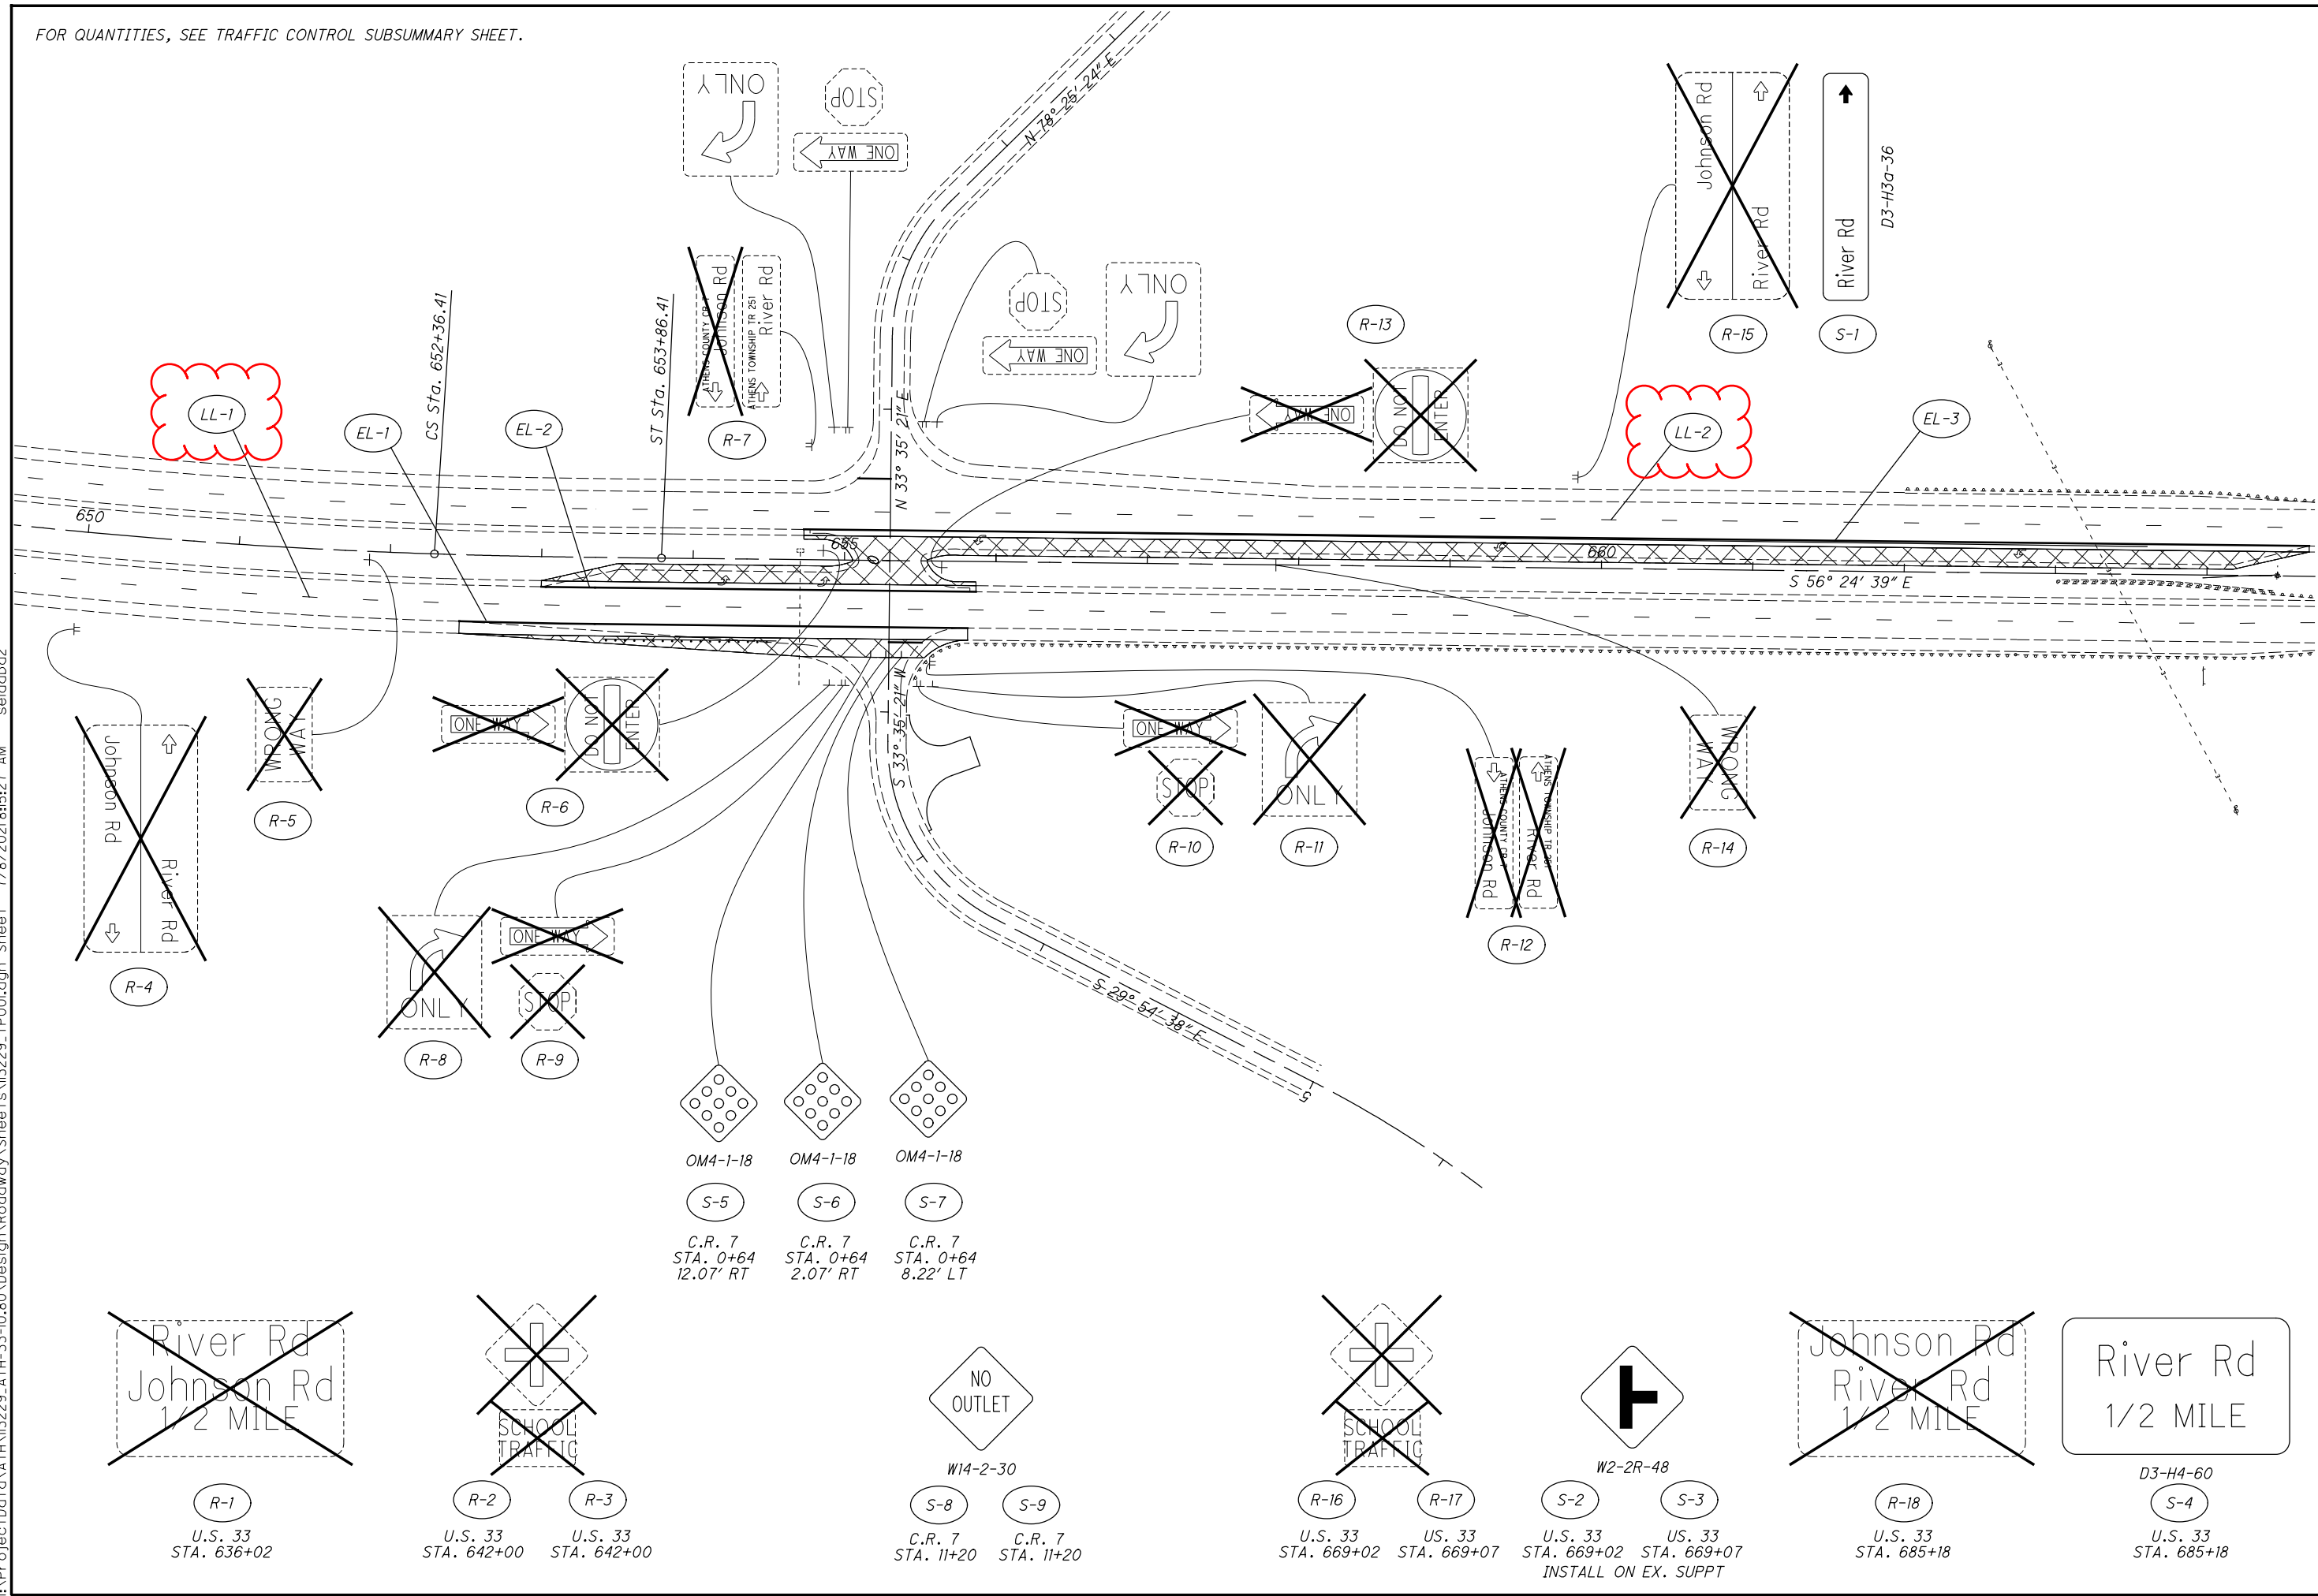 FOR QUANTITIES, SEE TRAFFIC CONTROL SUBSUMMARY SHEET.
ONLY
STOP
ONE WAY
N 78° 25' 24" E
Johnson Rd
River Rd
River Rd
D3-H3a-36
R-15
S-1
ATHENS COUNTY CR 7
Johnson Rd
ATHENS TOWNSHIP TR 251
River Rd
R-7
STOP
ONE WAY
ONLY
R-13
ONE WAY
DO NOT
ENTER
LL-1
EL-1
CS Sta. 652+36.41
EL-2
ST Sta. 653+86.41
N 33° 35' 21" E
LL-2
EL-3
650
655
660
S 56° 24' 39" E
S 33° 35' 21" W
Johnson Rd
River Rd
R-4
WRONG
WAY
R-5
ONE WAY
DO NOT
ENTER
R-6
ONE WAY
STOP
R-10
ONLY
R-11
ATHENS COUNTY CR 7
Johnson Rd
ATHENS TOWNSHIP TR 251
River Rd
R-12
WRONG
WAY
R-14
ONLY
R-8
ONE WAY
STOP
R-9
S 29° 54' 38" E
5
OM4-1-18
OM4-1-18
OM4-1-18
S-5
S-6
S-7
C.R. 7
STA. 0+64
12.07' RT
C.R. 7
STA. 0+64
2.07' RT
C.R. 7
STA. 0+64
8.22' LT
River Rd
Johnson Rd
1/2 MILE
R-1
U.S. 33
STA. 636+02
SCHOOL
TRAFFIC
R-2
R-3
U.S. 33
STA. 642+00
U.S. 33
STA. 642+00
NO
OUTLET
W14-2-30
S-8
S-9
C.R. 7
STA. 11+20
C.R. 7
STA. 11+20
SCHOOL
TRAFFIC
R-16
R-17
U.S. 33
STA. 669+02
US. 33
STA. 669+07
W2-2R-48
S-2
S-3
U.S. 33
STA. 669+02
US. 33
STA. 669+07
INSTALL ON EX. SUPPT
Johnson Rd
River Rd
1/2 MILE
R-18
U.S. 33
STA. 685+18
River Rd
1/2 MILE
D3-H4-60
S-4
U.S. 33
STA. 685+18